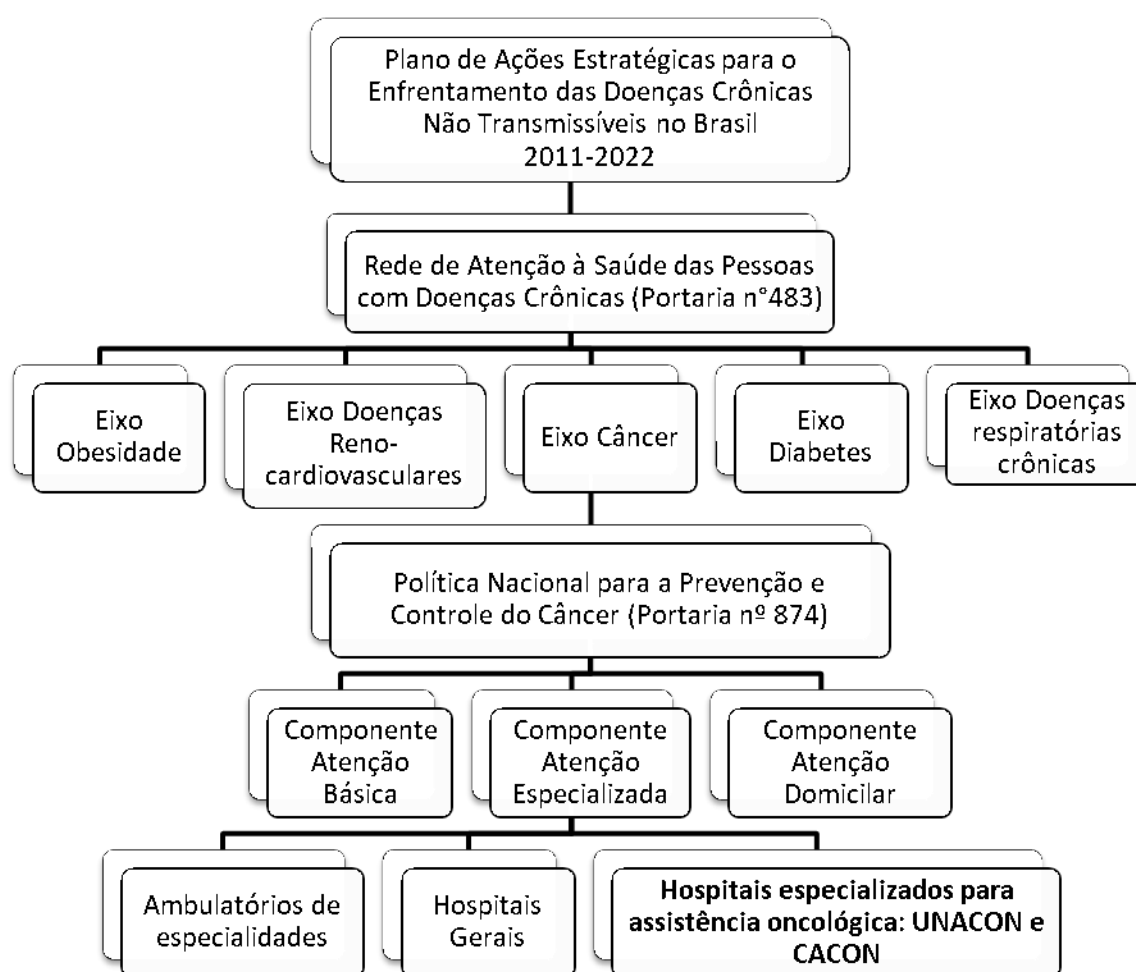 Plano de Ações Estratégicas para o
Enfrentamento das Doenças Crônicas
Não Transmissíveis no Brasil
2011-2022
Rede de Atenção à Saúde das Pessoas
com Doenças Crônicas (Portaria n°483)
Eixo
Obesidade
Eixo Doenças
Reno-
cardiovasculares
Eixo Câncer
Eixo
Diabetes
Eixo Doenças
respiratórias
crônicas
Política Nacional para a Prevenção e
Controle do Câncer (Portaria nº 874)
Componente
Atenção
Básica
Componente
Atenção
Especializada
Componente
Atenção
Domicilar
Ambulatórios de
especialidades
Hospitais
Gerais
Hospitais especializados para
assistência oncológica: UNACON e
CACON